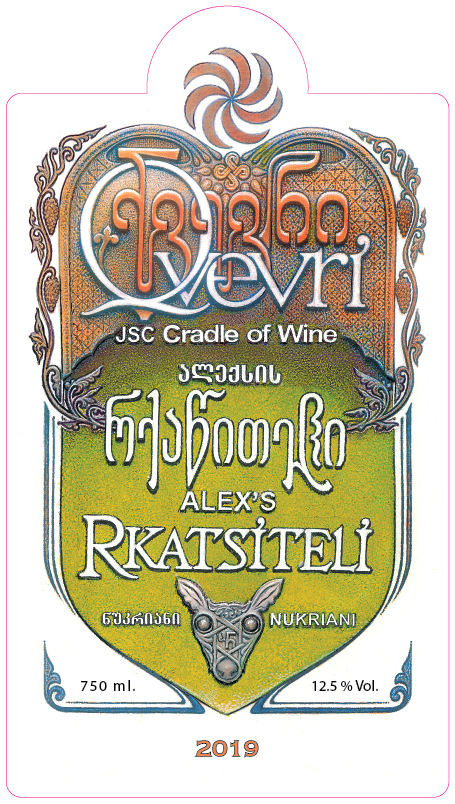 ქვევრი
Qvevri
JSC Cradle of Wine
ალექსის
რქაწითელი
ALEX'S
RKATSITELI
ნუკრიანი NUKRIANI
750 ml. 12.5 % Vol.
2019